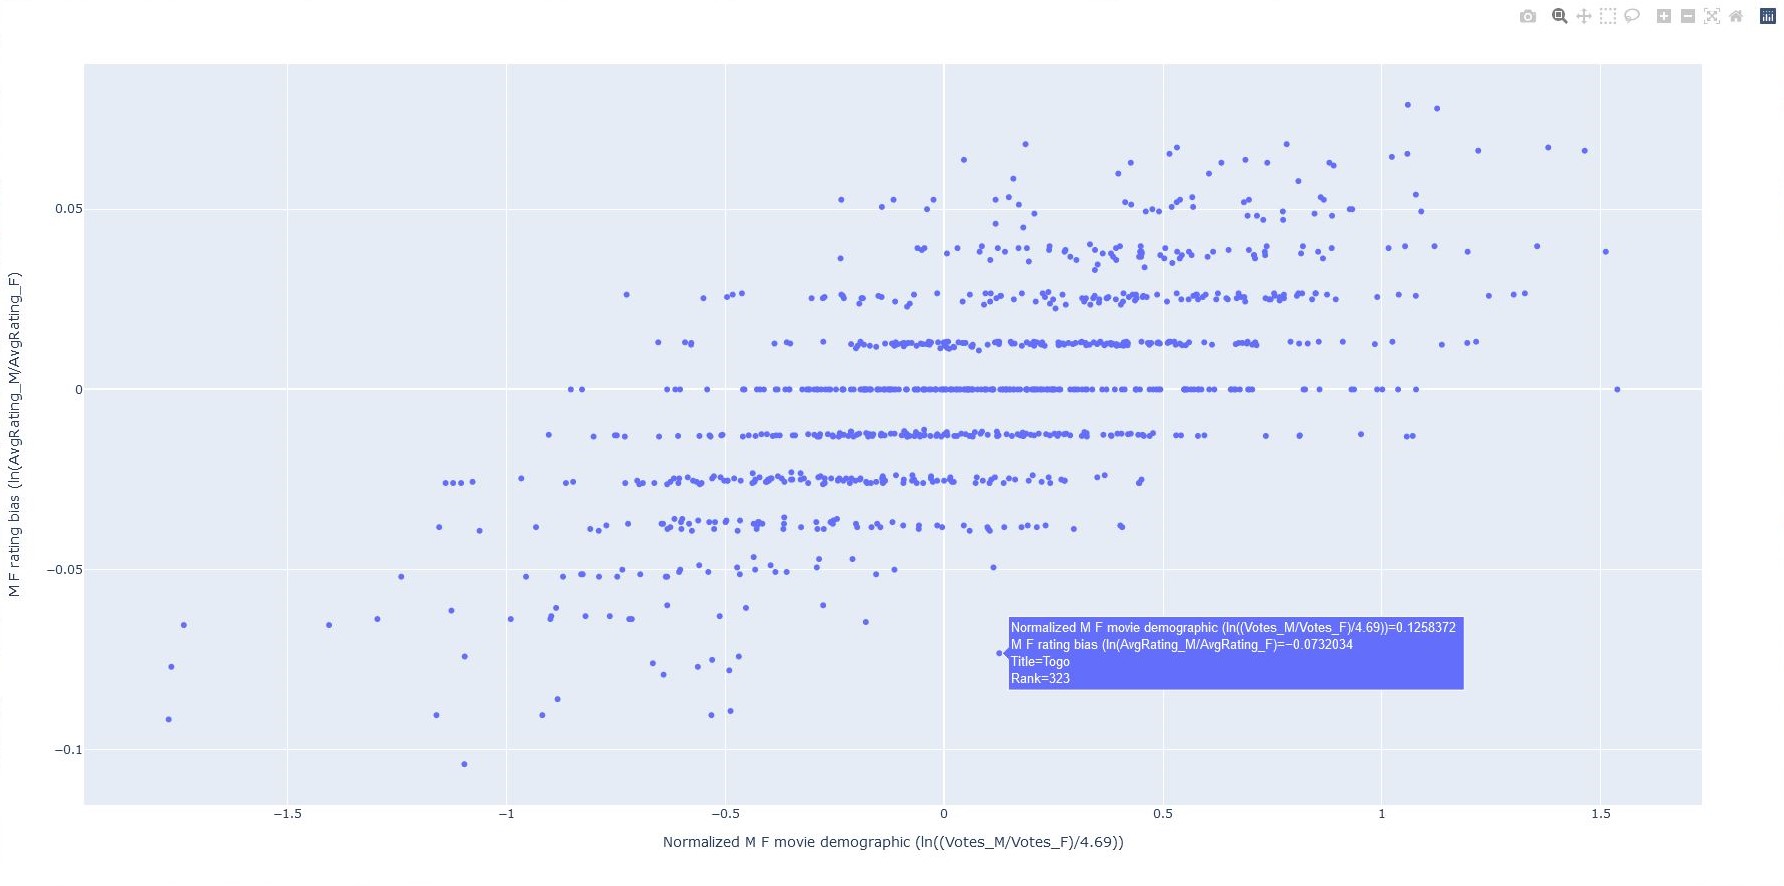 0.05
0
−0.05
−0.1
M F rating bias (ln(AvgRating_M/AvgRating_F)
Normalized M F movie demographic (ln((Votes_M/Votes_F)/4.69))=0.1258372
M F rating bias (ln(AvgRating_M/AvgRating_F)=−0.0732034
Title=Togo
Rank=323
−1.5 −1 −0.5 0 0.5 1 1.5
Normalized M F movie demographic (ln((Votes_M/Votes_F)/4.69))